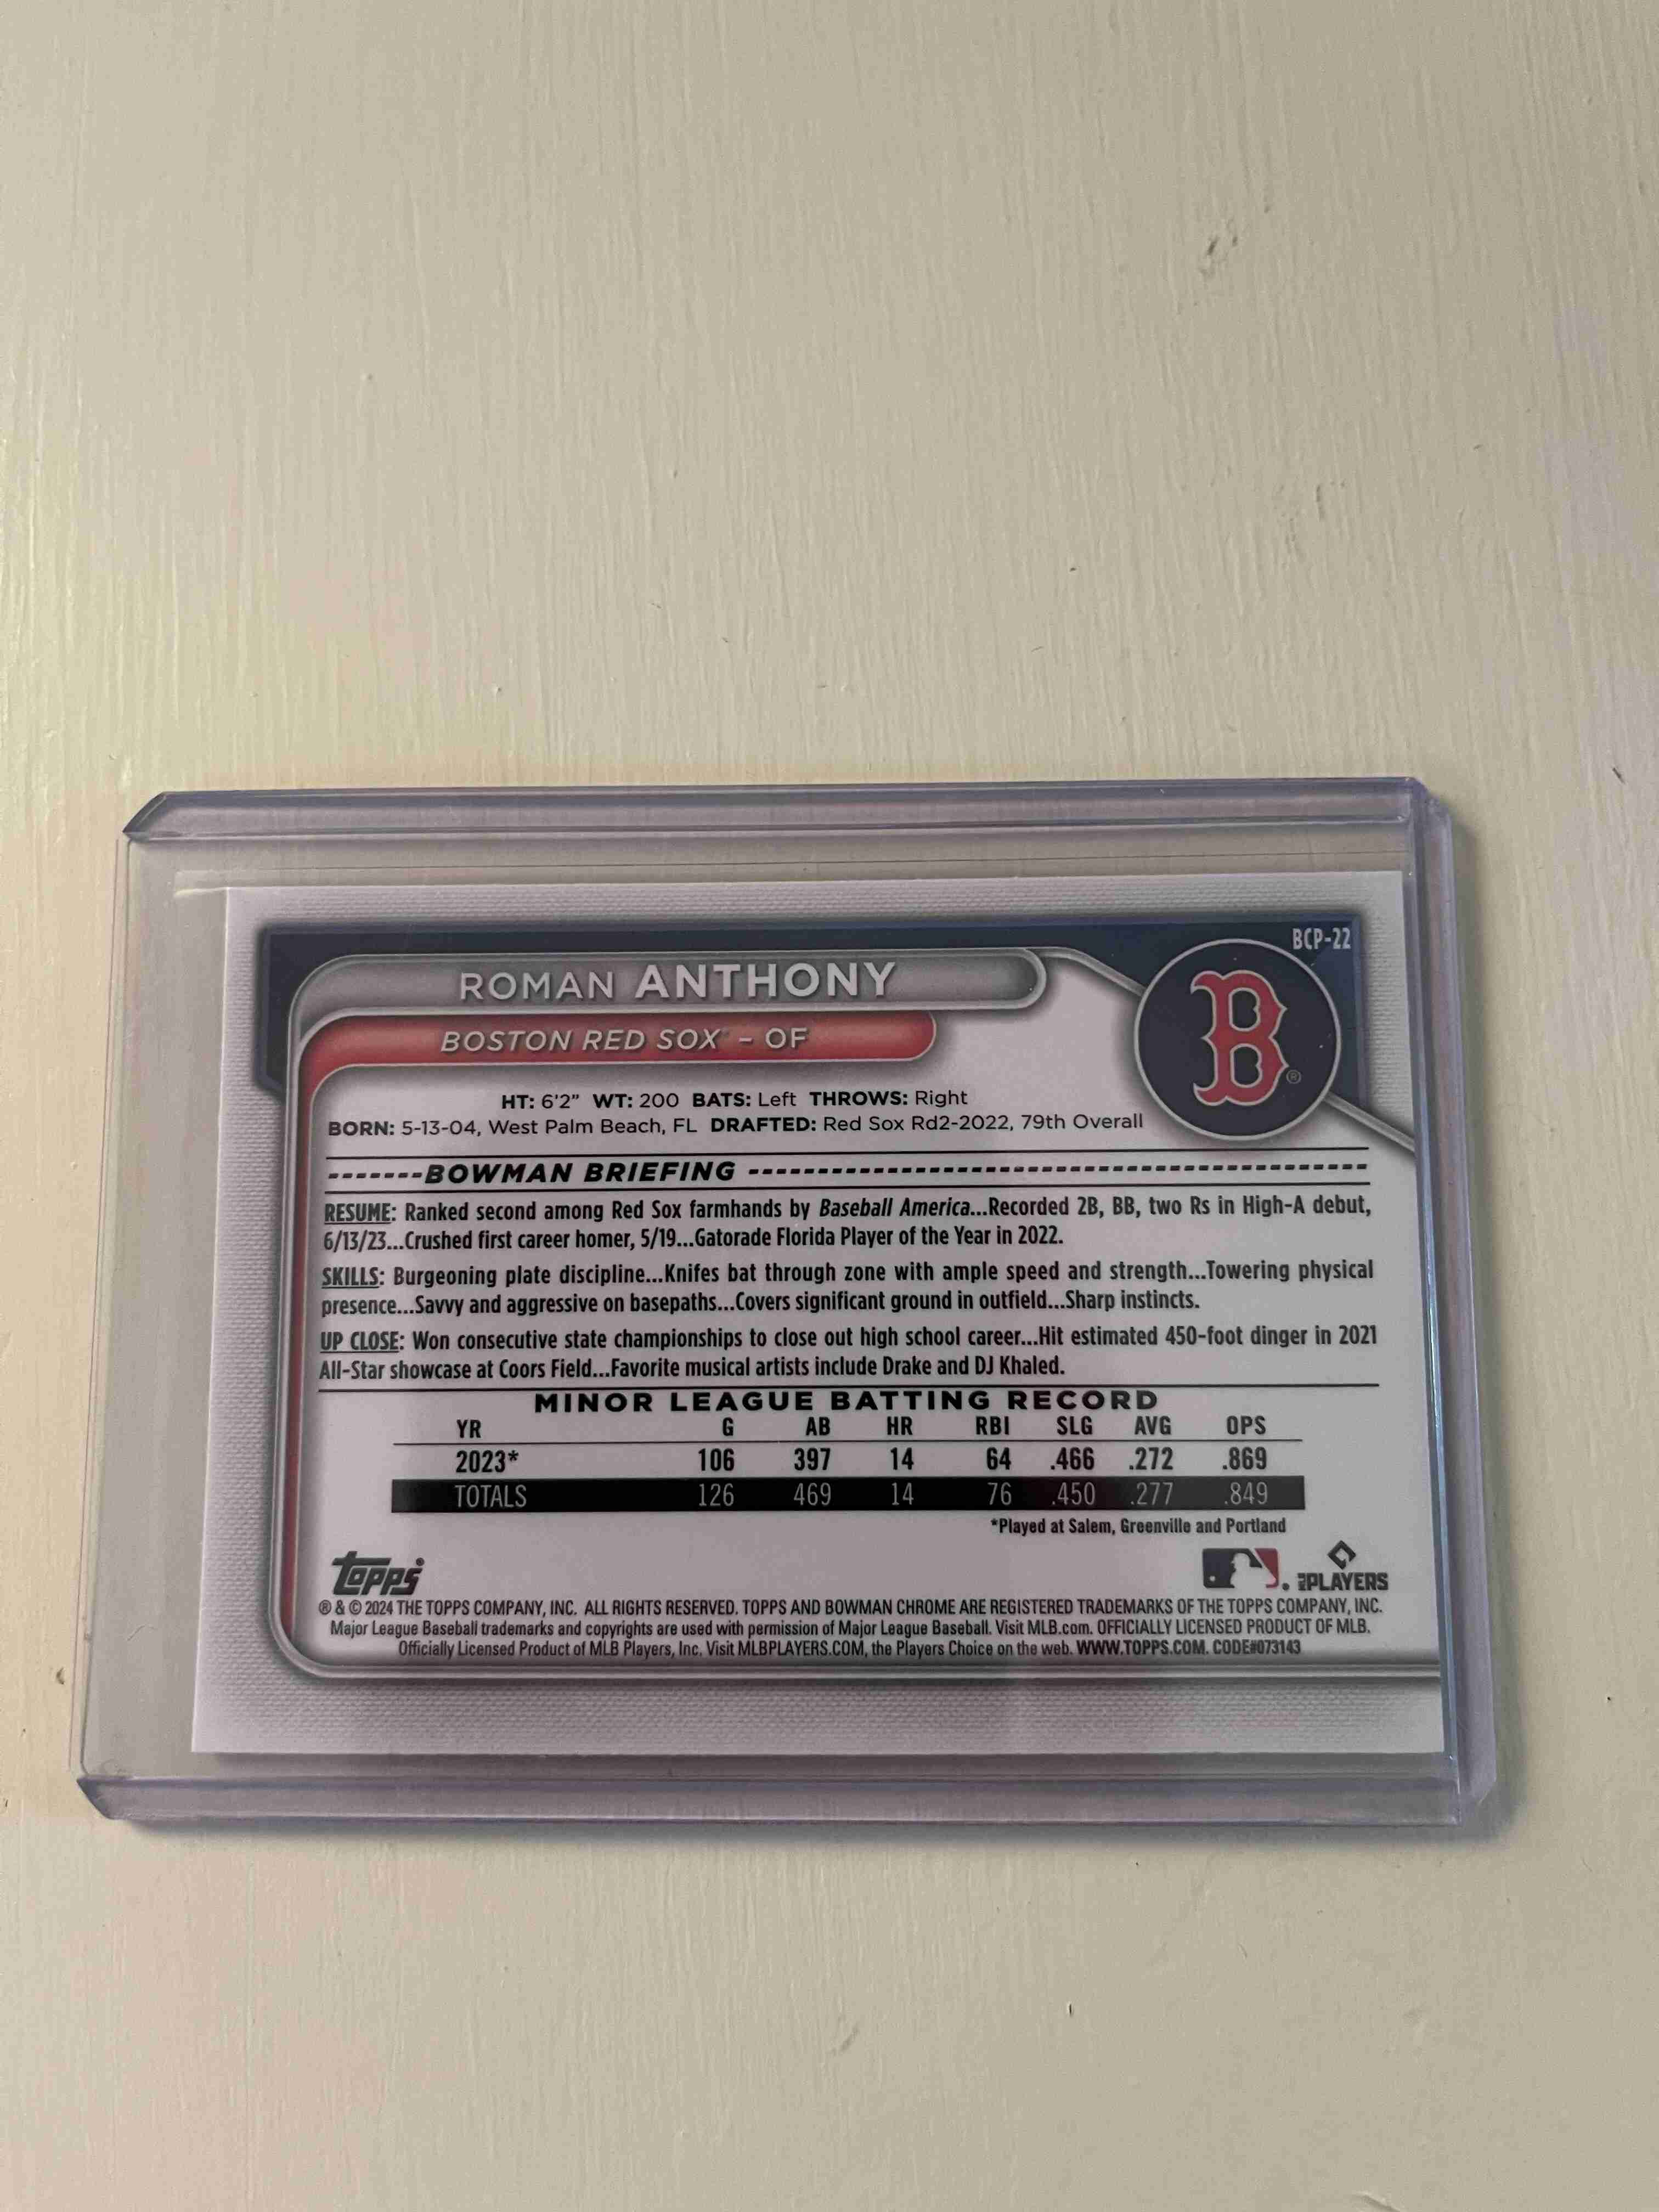 BCP-22
ROMAN ANTHONY
B
®
BOSTON RED SOX - OF
HT: 6'2" WT: 200 BATS: Left THROWS: Right
BORN: 5-13-04, West Palm Beach, FL DRAFTED: Red Sox Rd2-2022, 79th Overall
BOWMAN BRIEFING
RESUME: Ranked second among Red Sox farmhands by Baseball America...Recorded 2B, BB, two Rs in High-A debut,
6/13/23...Crushed first career homer, 5/19...Gatorade Florida Player of the Year in 2022.
SKILLS: Burgeoning plate discipline...Knifes bat through zone with ample speed and strength...Towering physical
presence...Savvy and aggressive on basepaths...Covers significant ground in outfield...Sharp instincts.
UP CLOSE: Won consecutive state championships to close out high school career...Hit estimated 450-foot dinger in 2021
All-Star showcase at Coors Field...Favorite musical artists include Drake and DJ Khaled.
MINOR LEAGUE BATTING RECORD
YR G AB HR RBI SLG AVG OPS
2023* 106 397 14 64 .466 .272 .869
TOTALS 126 469 14 76 .450 .277 .849
*Played at Salem, Greenville and Portland
Topps
PLAYERS
® & © 2024 THE TOPPS COMPANY, INC. ALL RIGHTS RESERVED. TOPPS AND BOWMAN CHROME ARE REGISTERED TRADEMARKS OF THE TOPPS COMPANY, INC.
Major League Baseball trademarks and copyrights are used with permission of Major League Baseball. Visit MLB.com. OFFICIALLY LICENSED PRODUCT OF MLB.
Officially Licensed Product of MLB Players, Inc. Visit MLBPLAYERS.COM, the Players Choice on the web. WWW.TOPPS.COM. CODE#073143